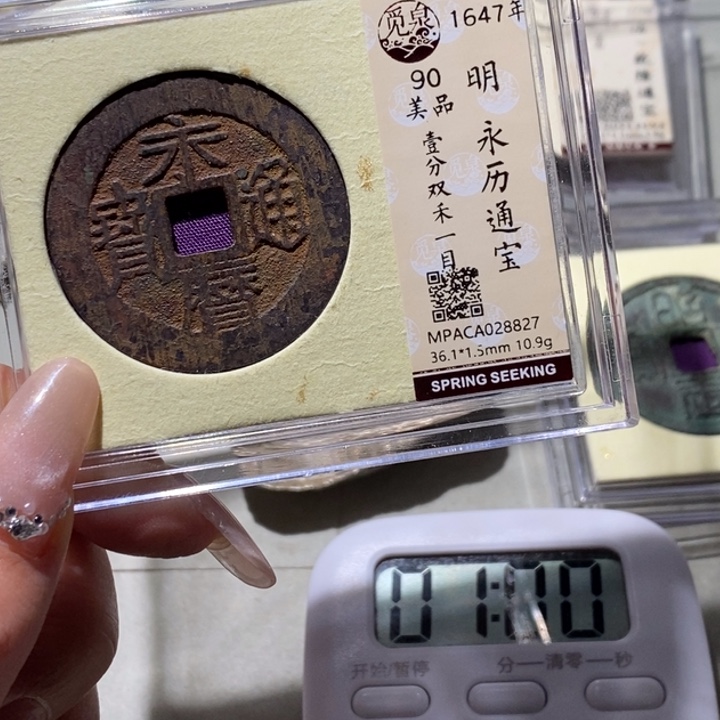 永曆通寶
觅泉
1647年
明
永历通宝
90
美品
壹分双禾一目
MPACA028827
36.1*1.5mm 10.9g
SPRING SEEKING
开始/暂停
分—清零—秒